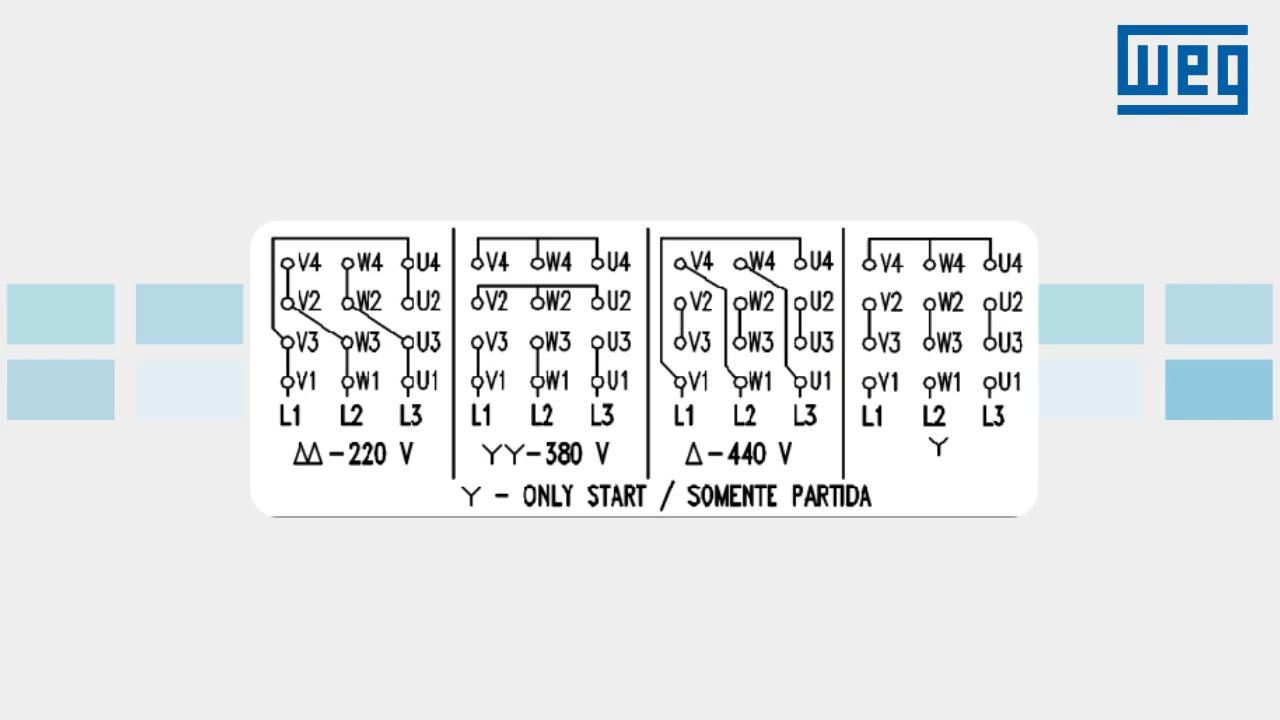 weg
V4 W4 U4 V4 W4 U4 V4 W4 U4 V4 W4 U4
V2 W2 U2 V2 W2 U2 V2 W2 U2 V2 W2 U2
V3 W3 U3 V3 W3 U3 V3 W3 U3 V3 W3 U3
V1 W1 U1 V1 W1 U1 V1 W1 U1 V1 W1 U1
L1 L2 L3 L1 L2 L3 L1 L2 L3 L1 L2 L3
ΔΔ-220 V YY-380 V Δ-440 V Y
Y - ONLY START / SOMENTE PARTIDA